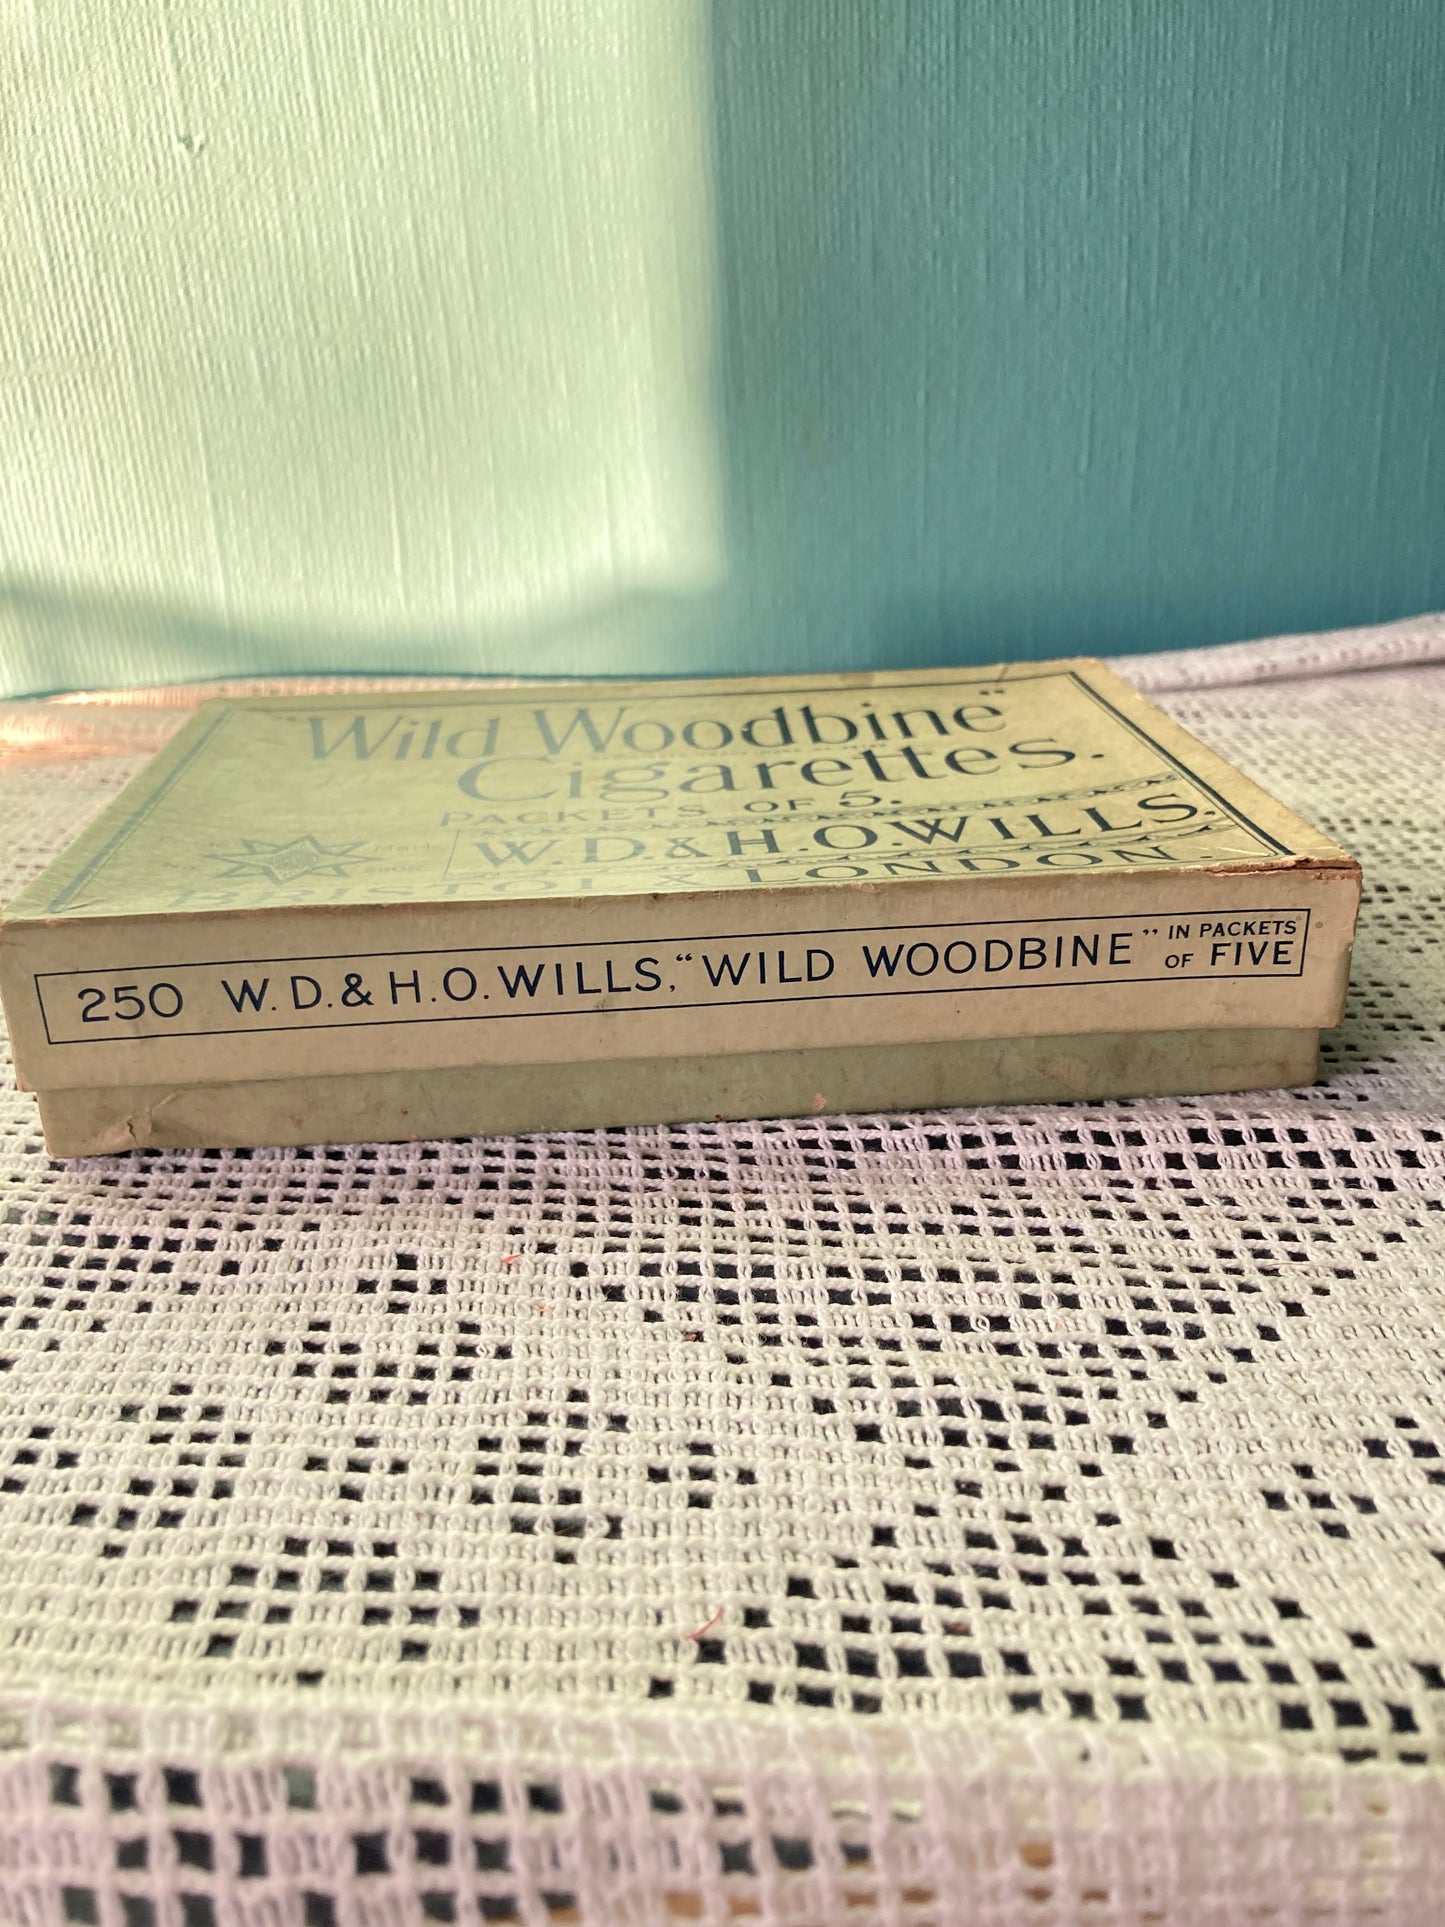 "Wild Woodbine"
Cigarettes.
PACKETS OF 5.
W.D.& H.O.WILLS.
BRISTOL & LONDON.
250 W.D.& H.O.WILLS, "WILD WOODBINE" IN PACKETS
OF FIVE